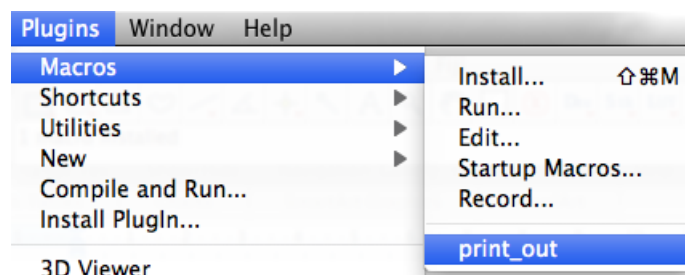 Plugins Window Help
Macros
Shortcuts
Utilities
New
Compile and Run...
Install PlugIn...
3D Viewer
Install... ⇧⌘M
Run...
Edit...
Startup Macros...
Record...
print_out